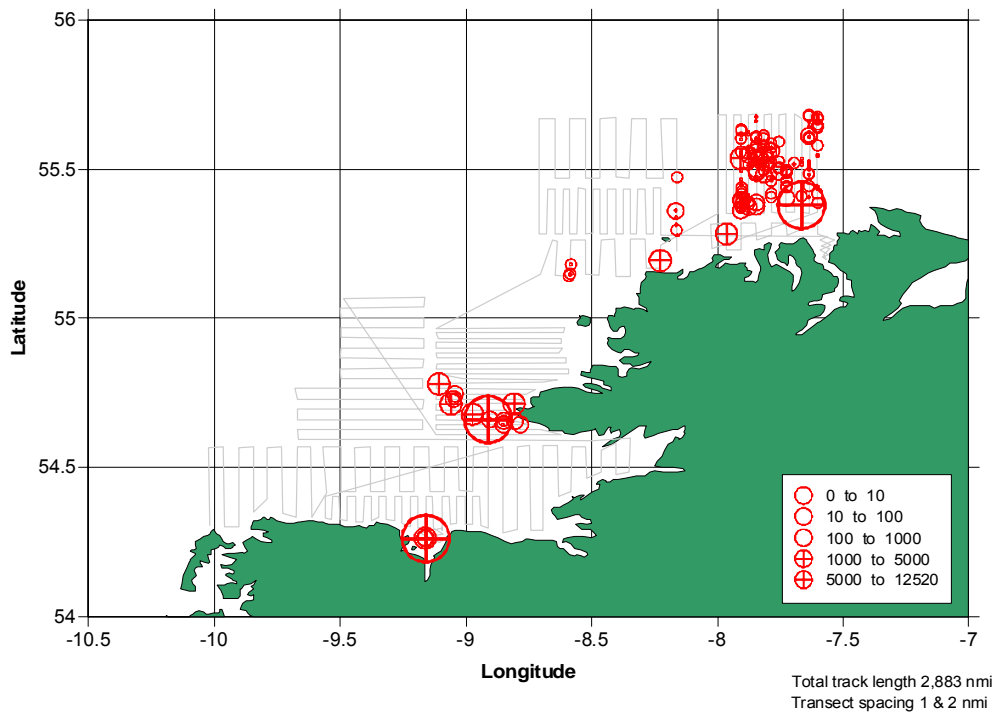 56
55.5
55
54.5
54
Latitude
0 to 10
10 to 100
100 to 1000
1000 to 5000
5000 to 12520
-10.5 -10 -9.5 -9 -8.5 -8 -7.5 -7
Longitude
Total track length 2,883 nmi
Transect spacing 1 & 2 nmi